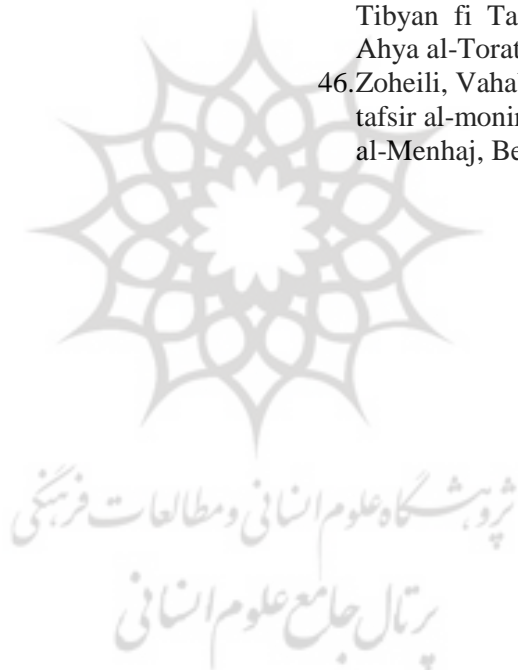 Tibyan fi Ta
Ahya al-Torat
46.Zoheili, Vaha
tafsir al-monir
al-Menhaj, Be
پژوهشگاه علوم انسانی و مطالعات فرهنگی
پرتال جامع علوم انسانی